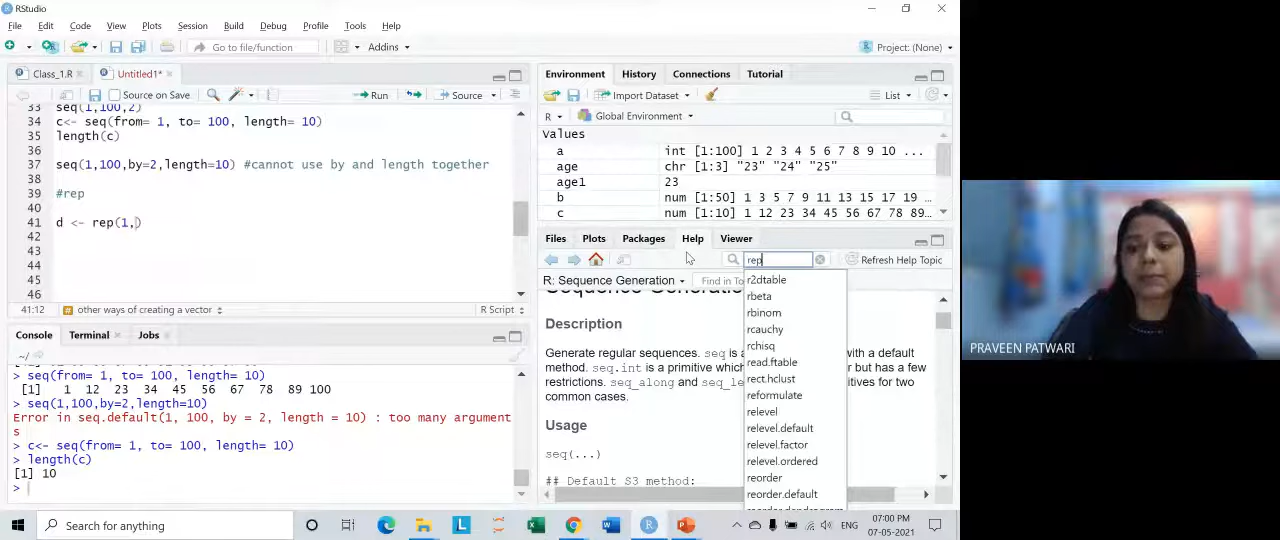 RStudio
File Edit Code View Plots Session Build Debug Profile Tools Help
Go to file/function
Addins
Project: (None)
Class_1.R
Untitled1*
Source on Save
Run
Source
33 seq(1,100,2)
34 c<- seq(from= 1, to= 100, length= 10)
35 length(c)
36
37 seq(1,100,by=2,length=10) #cannot use by and length together
38
39 #rep
40
41 d <- rep(1,)
42
43
44
45
46
41:12
other ways of creating a vector
R Script
Console Terminal Jobs
~/
> seq(from= 1, to= 100, length= 10)
[1] 1 12 23 34 45 56 67 78 89 100
> seq(1,100,by=2,length=10)
Error in seq.default(1, 100, by = 2, length = 10) : too many argument
s
> c<- seq(from= 1, to= 100, length= 10)
> length(c)
[1] 10
>
Environment History Connections Tutorial
Import Dataset
List
R
Global Environment
Values
a int [1:100] 1 2 3 4 5 6 7 8 9 10 ...
age chr [1:3] "23" "24" "25"
age1 23
b num [1:50] 1 3 5 7 9 11 13 15 17 19 ...
c num [1:10] 1 12 23 34 45 56 67 78 89...
Files Plots Packages Help Viewer
rep
Refresh Help Topic
R: Sequence Generation
Find in To
Sequence Genera
Description
Generate regular sequences. seq is a
with a default
method. seq.int is a primitive which
r but has a few
restrictions. seq_along and seq_le
itives for two
common cases.
Usage
seq(...)
## Default S3 method:
r2dtable
rbeta
rbinom
rcauchy
rchisq
read.ftable
rect.hclust
reformulate
relevel
relevel.default
relevel.factor
relevel.ordered
reorder
reorder.default
reorder.dendrogram
Search for anything
ENG
07:00 PM
07-05-2021
PRAVEEN PATWARI